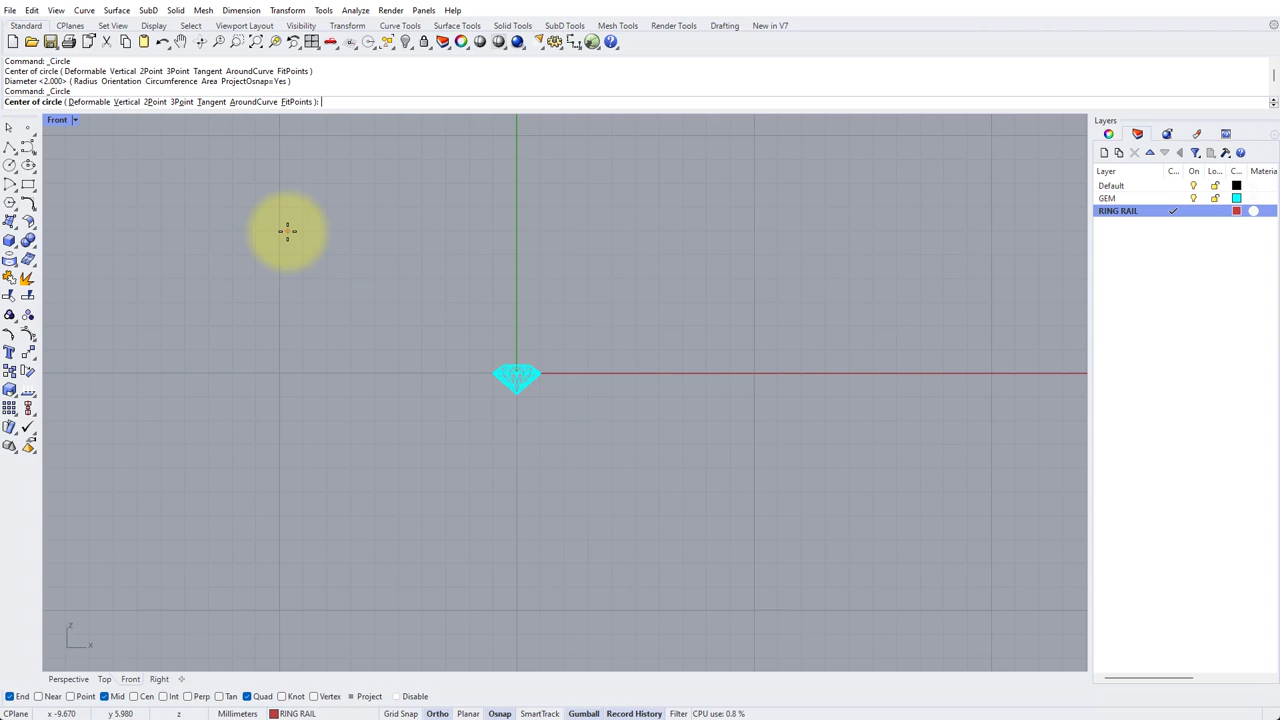 File Edit View Curve Surface SubD Solid Mesh Dimension Transform Tools Analyze Render Panels Help
Standard CPlanes Set View Display Select Viewport Layout Visibility Transform Curve Tools Surface Tools Solid Tools SubD Tools Mesh Tools Render Tools Drafting New in V7
Command: _Circle
Center of circle ( Deformable Vertical 2Point 3Point Tangent AroundCurve FitPoints )
Diameter <2.000> ( Radius Orientation Circumference Area ProjectOsnap=Yes )
Command: _Circle
Center of circle ( Deformable Vertical 2Point 3Point Tangent AroundCurve FitPoints ):
Front
Layers
Layer C... On Lo... C... Materia
Default
GEM
RING RAIL
z
x
Perspective Top Front Right
End Near Point Mid Cen Int Perp Tan Quad Knot Vertex Project Disable
CPlane x -9.670 y 5.980 z Millimeters RING RAIL Grid Snap Ortho Planar Osnap SmartTrack Gumball Record History Filter CPU use: 0.8 %